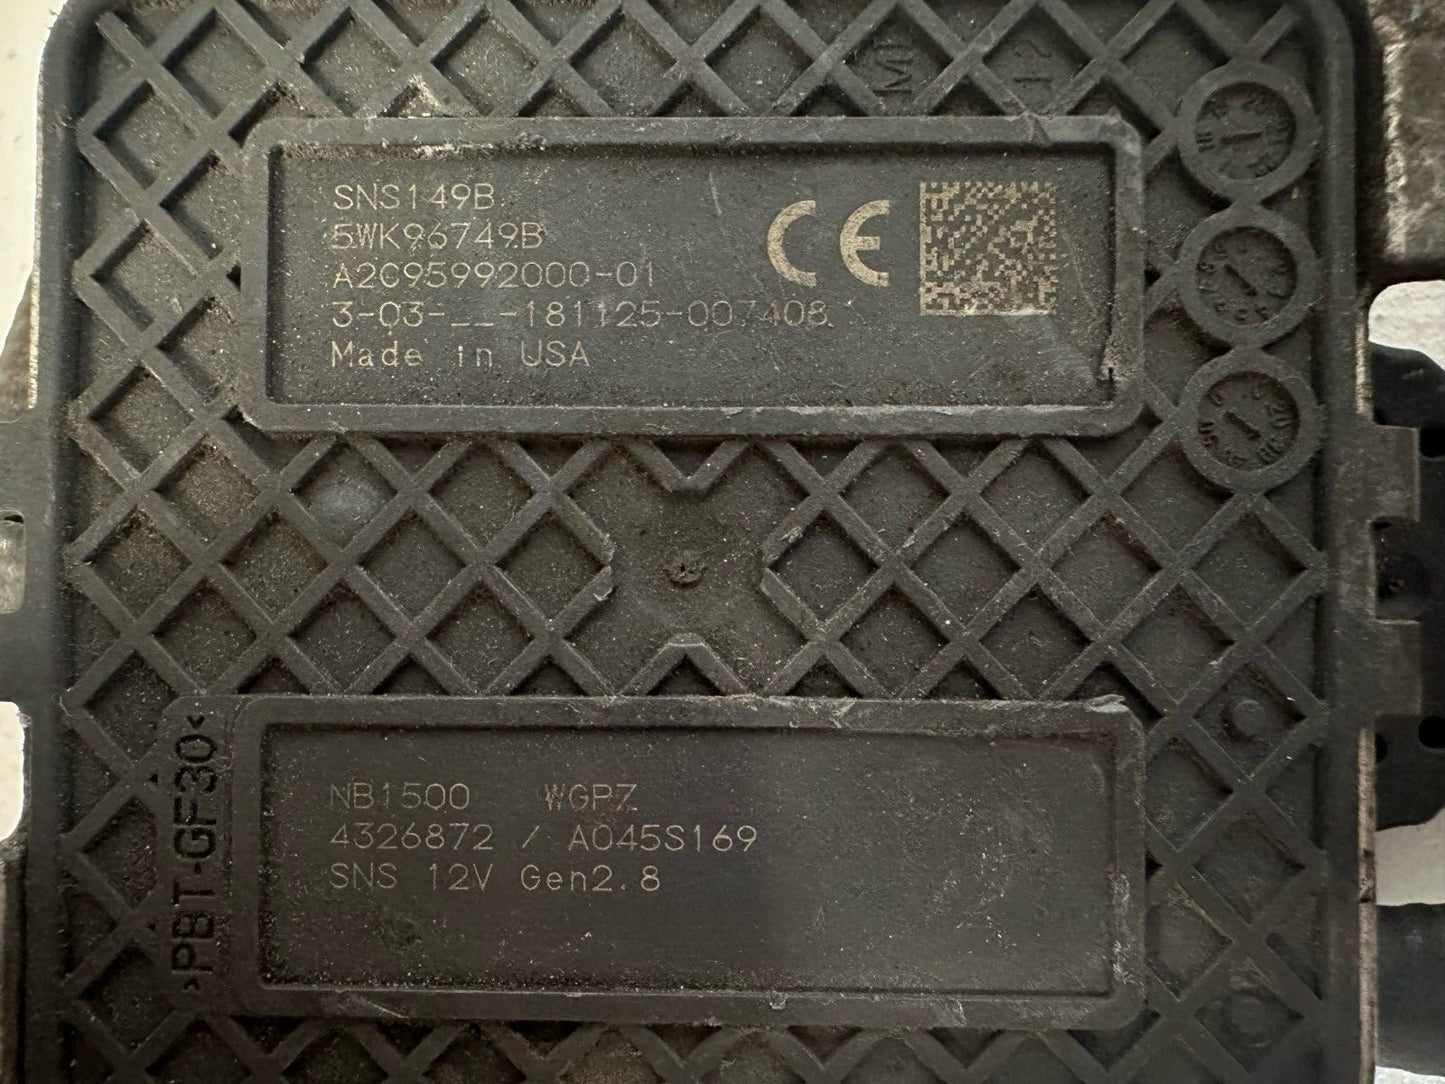 SNS149B
5WK96749B
A2C95992000-01
3-03-__-181125-007408
Made in USA
CE
NB1500 WGPZ
4326872 / A045S169
SNS 12V Gen2.8
>PBT-GF30<